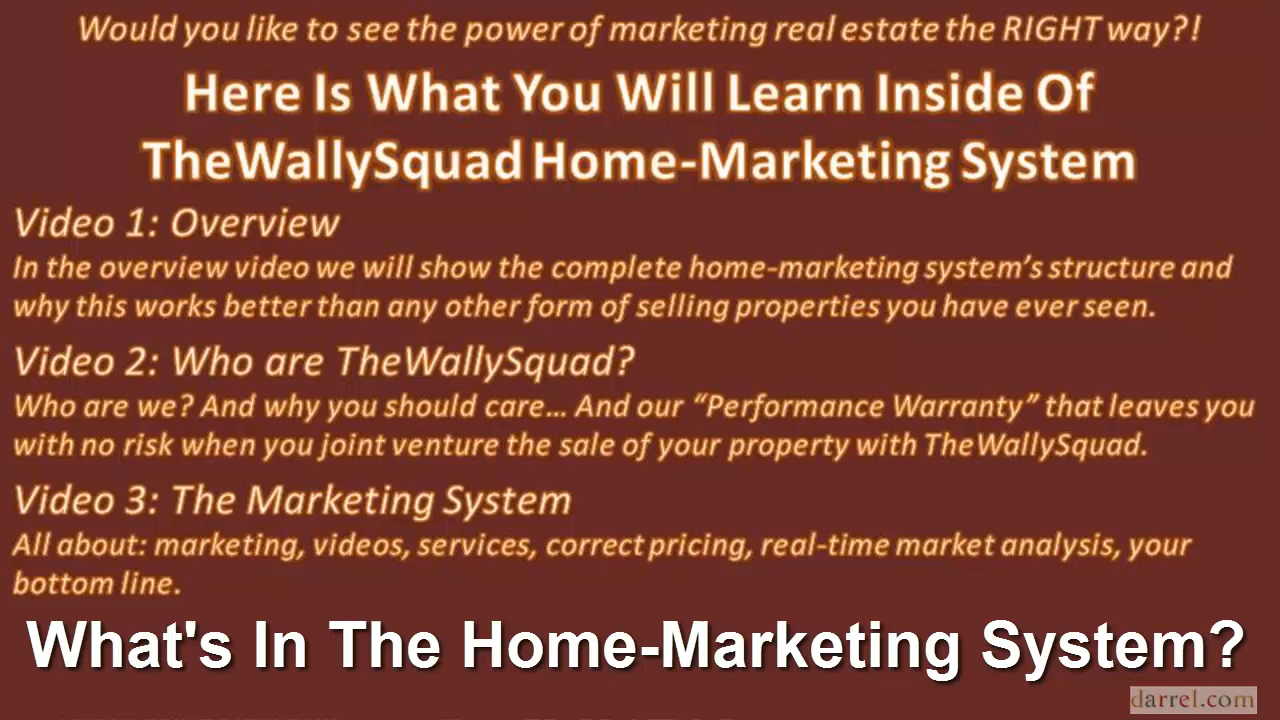 Would you like to see the power of marketing real estate the RIGHT way?!
Here Is What You Will Learn Inside Of
TheWallySquad Home-Marketing System
Video 1: Overview
In the overview video we will show the complete home-marketing system’s structure and
why this works better than any other form of selling properties you have ever seen.
Video 2: Who are TheWallySquad?
Who are we? And why you should care... And our “Performance Warranty” that leaves you
with no risk when you joint venture the sale of your property with TheWallySquad.
Video 3: The Marketing System
All about: marketing, videos, services, correct pricing, real-time market analysis, your
bottom line.
What's In The Home-Marketing System?
darrel.com